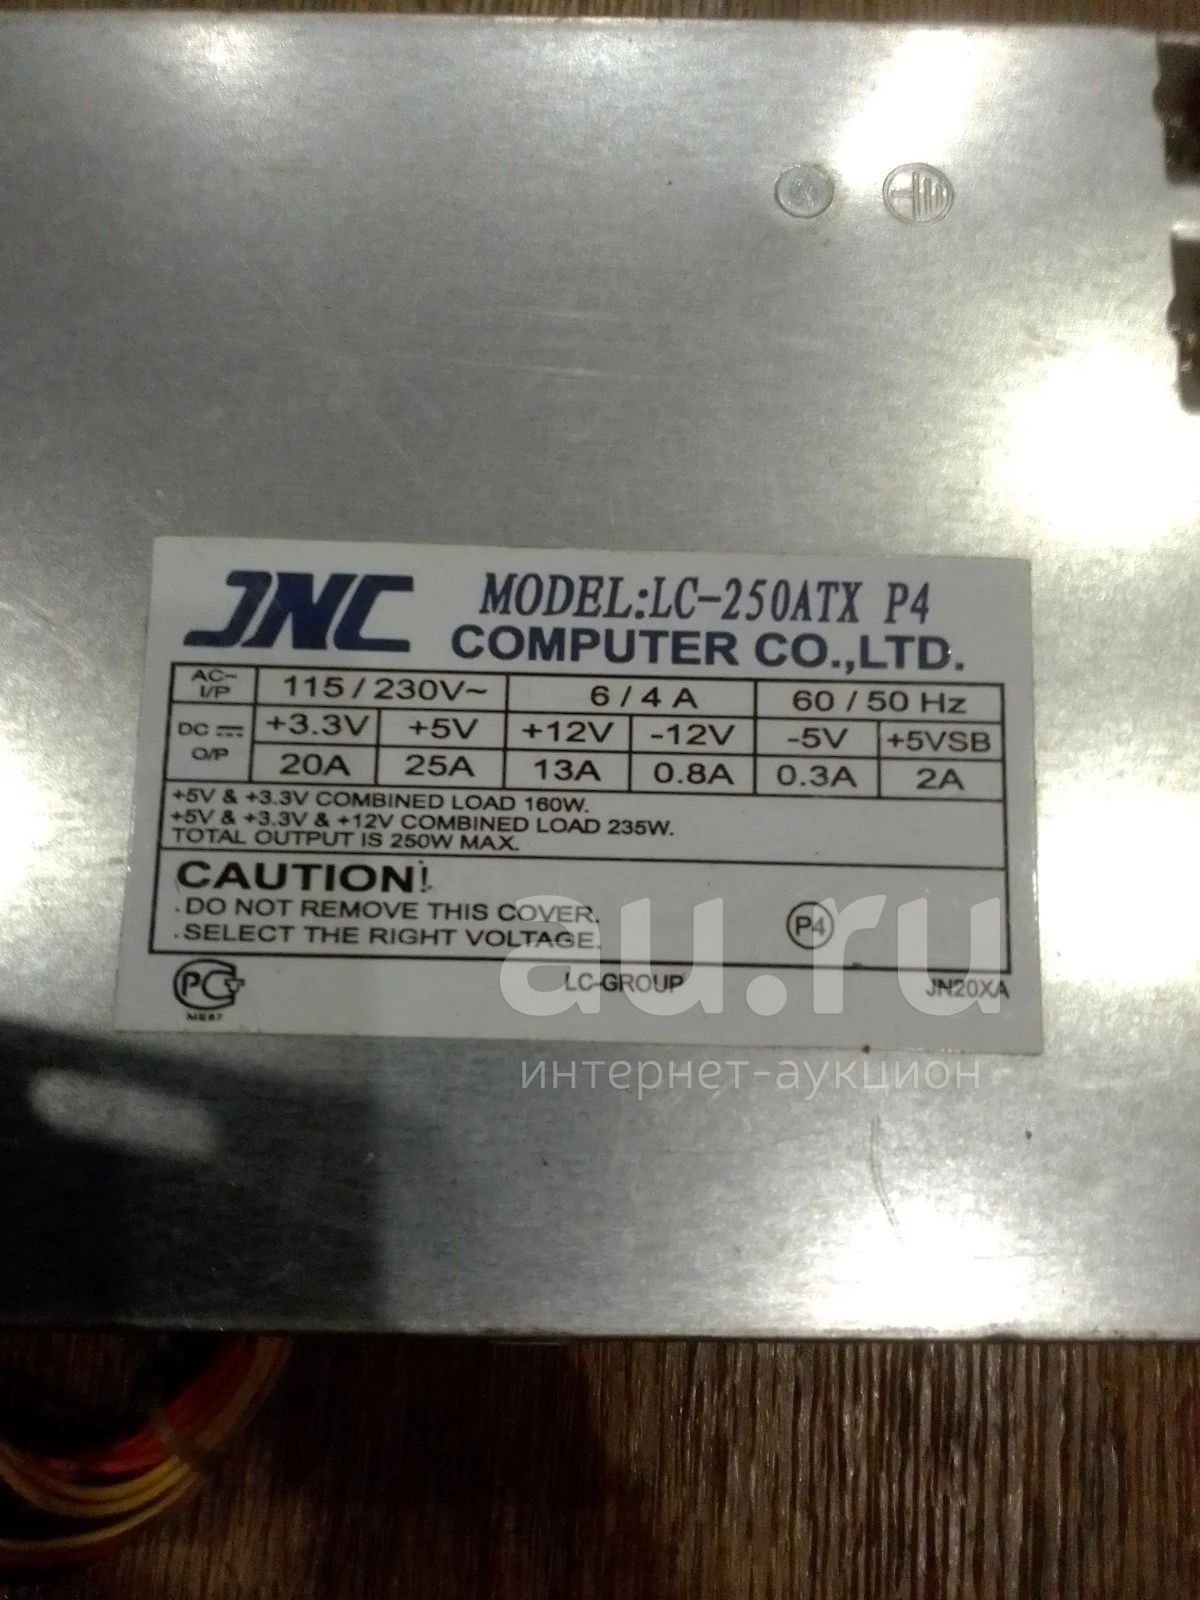 JNC MODEL:LC-250ATX P4
COMPUTER CO.,LTD.
AC~ I/P 115 / 230V~ 6 / 4 A 60 / 50 Hz
DC O/P +3.3V +5V +12V -12V -5V +5VSB
20A 25A 13A 0.8A 0.3A 2A
+5V & +3.3V COMBINED LOAD 160W.
+5V & +3.3V & +12V COMBINED LOAD 235W.
TOTAL OUTPUT IS 250W MAX.
CAUTION!
.DO NOT REMOVE THIS COVER.
.SELECT THE RIGHT VOLTAGE.
P4
РСТ
LC-GROUP
JN20XA
au.ru
интернет-аукцион